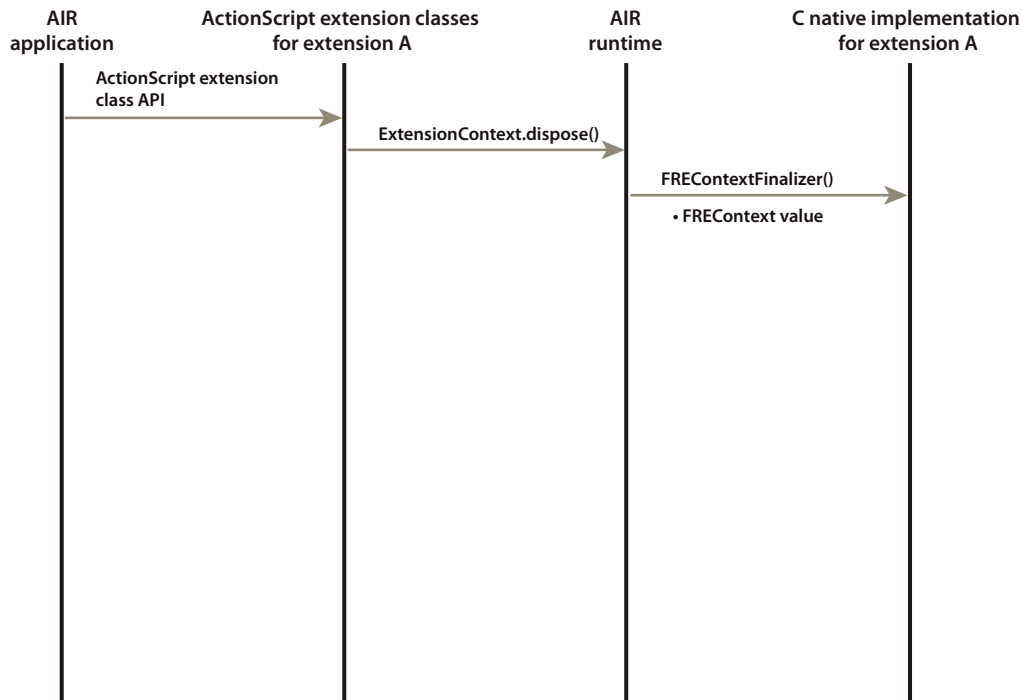 AIR
application
ActionScript extension classes
for extension A
AIR
runtime
C native implementation
for extension A
ActionScript extension
class API
ExtensionContext.dispose()
FREContextFinalizer()
• FREContext value